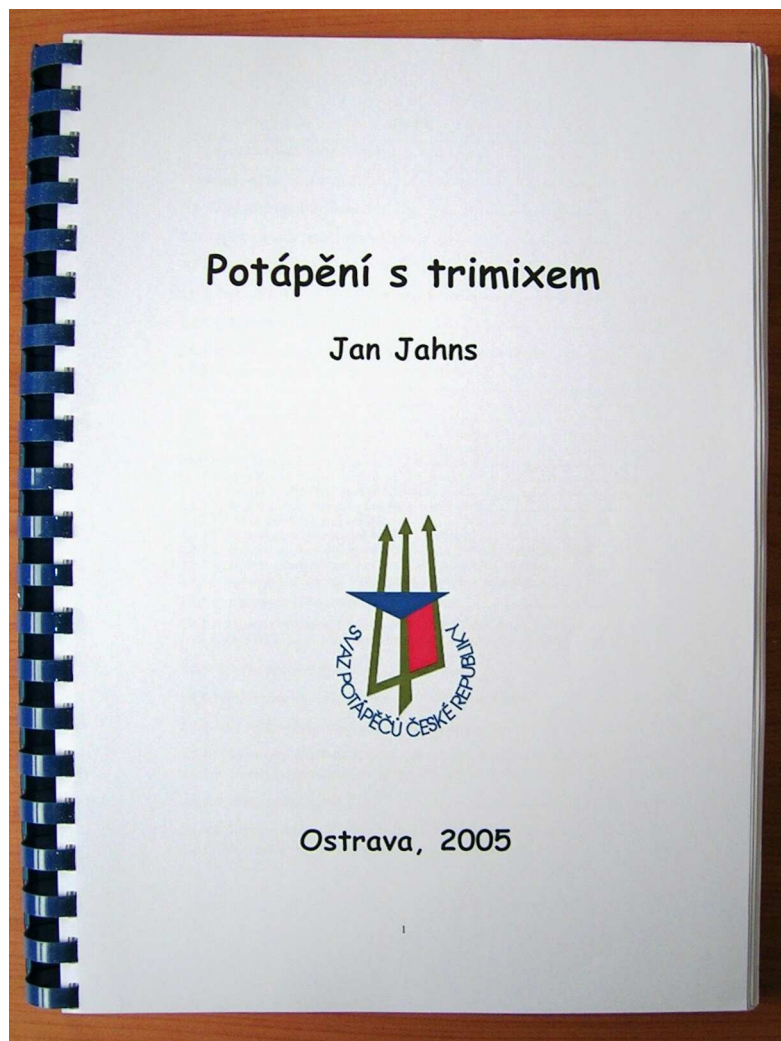 Potápění s trimixem
Jan Jahns
SVAZ POTÁPĚČŮ ČESKÉ REPUBLIKY
Ostrava, 2005
1